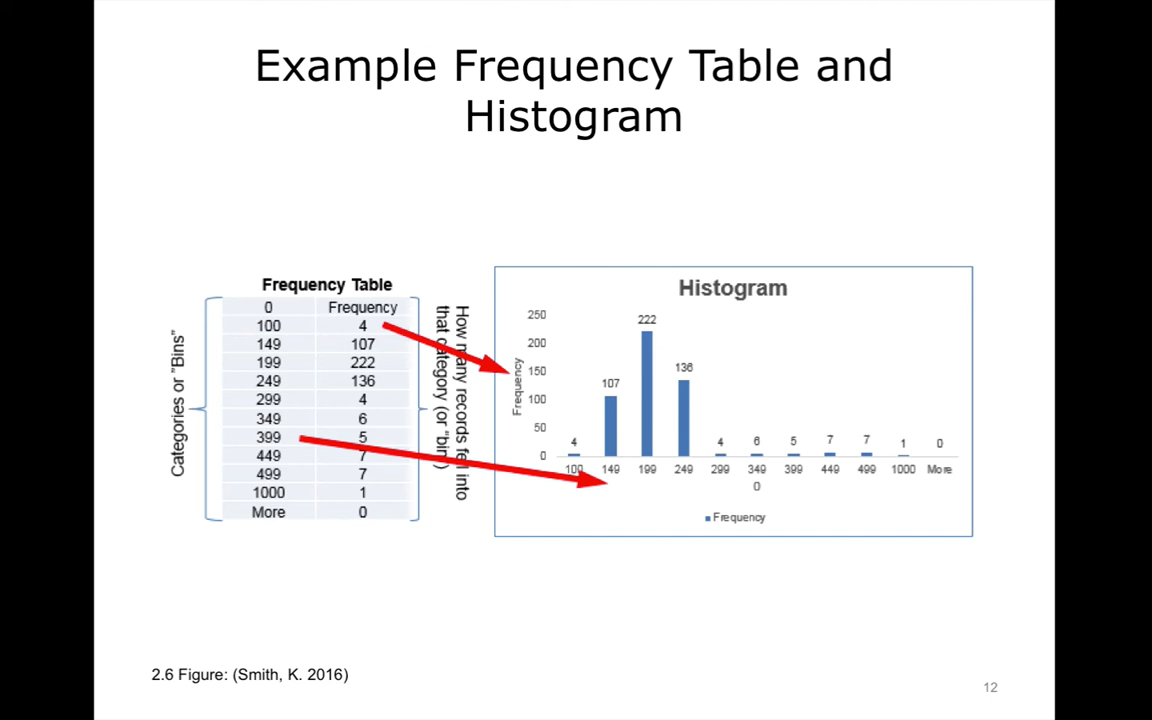 Example Frequency Table and
Histogram
Frequency Table
0 Frequency
100 4
149 107
199 222
249 136
299 4
349 6
399 5
449 7
499 7
1000 1
More 0
Categories or "Bins"
How many records fell into
that category (or "bin")
Histogram
Frequency
250
200
150
100
50
0
4 107 222 136 4 6 5 7 7 1 0
100 149 199 249 299 349 399 449 499 1000 More
0
Frequency
2.6 Figure: (Smith, K. 2016)
12